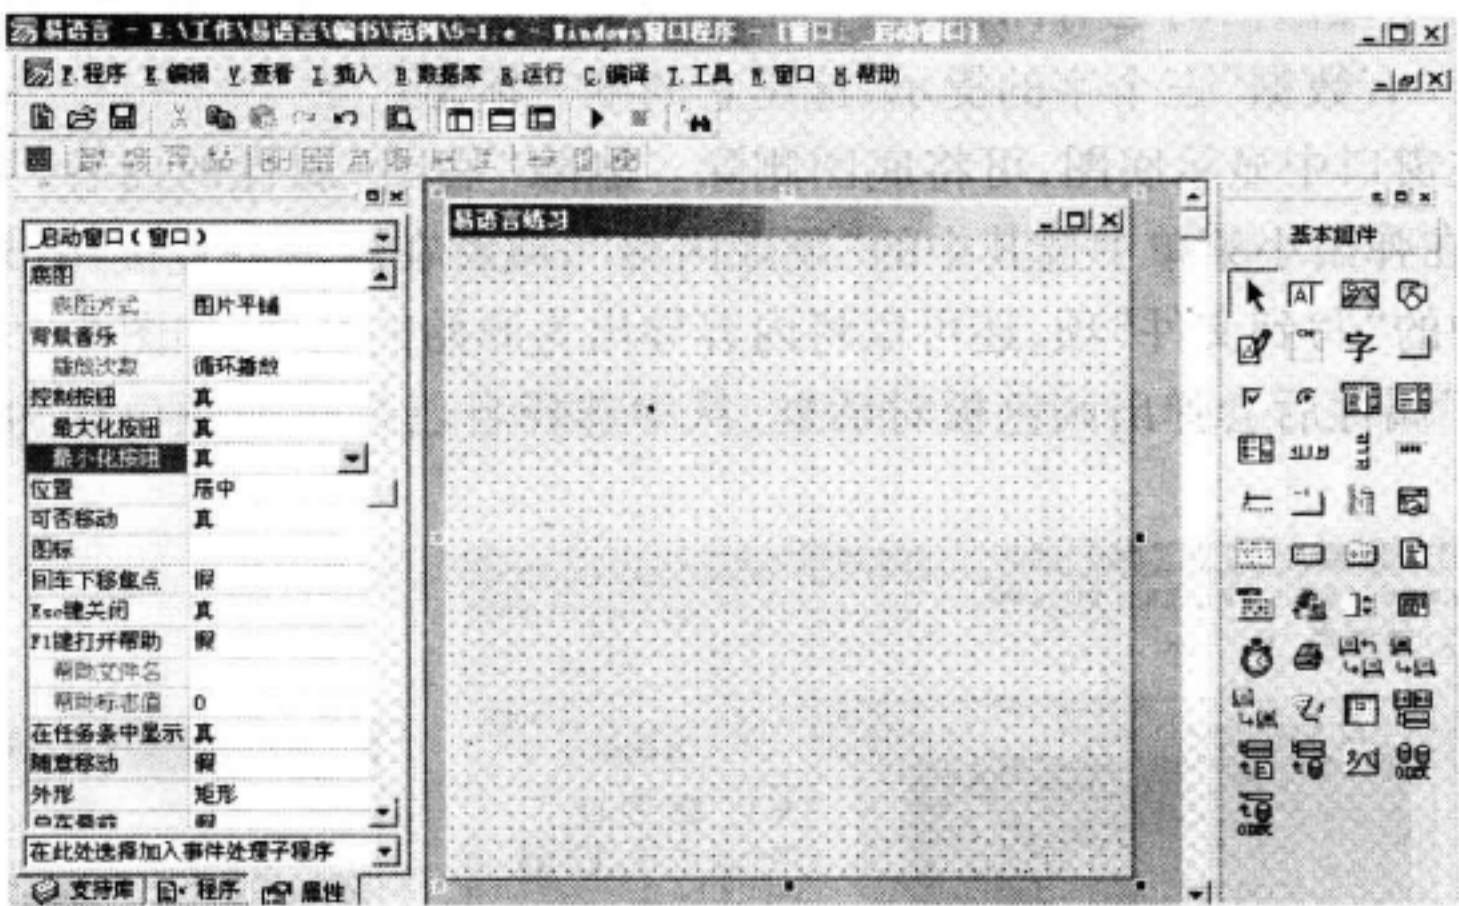 易语言 - E:\工作\易语言\编书\范例\5-1.e - Windows窗口程序 - [窗口: _启动窗口]
P.程序 E.编辑 V.查看 I.插入 B.数据库 R.运行 C.编译 T.工具 W.窗口 H.帮助
_启动窗口(窗口)
底图
底图方式 图片平铺
背景音乐
播放次数 循环播放
控制按钮 真
最大化按钮 真
最小化按钮 真
位置 居中
可否移动 真
图标
回车下移焦点 假
Esc键关闭 真
F1键打开帮助 假
帮助文件名
帮助标志值 0
在任务条中显示 真
随意移动 假
外形 矩形
总在最前 假
在此处选择加入事件处理子程序
支持库 程序 属性
易语言练习
基本组件
A
字
ODBC
ODBC